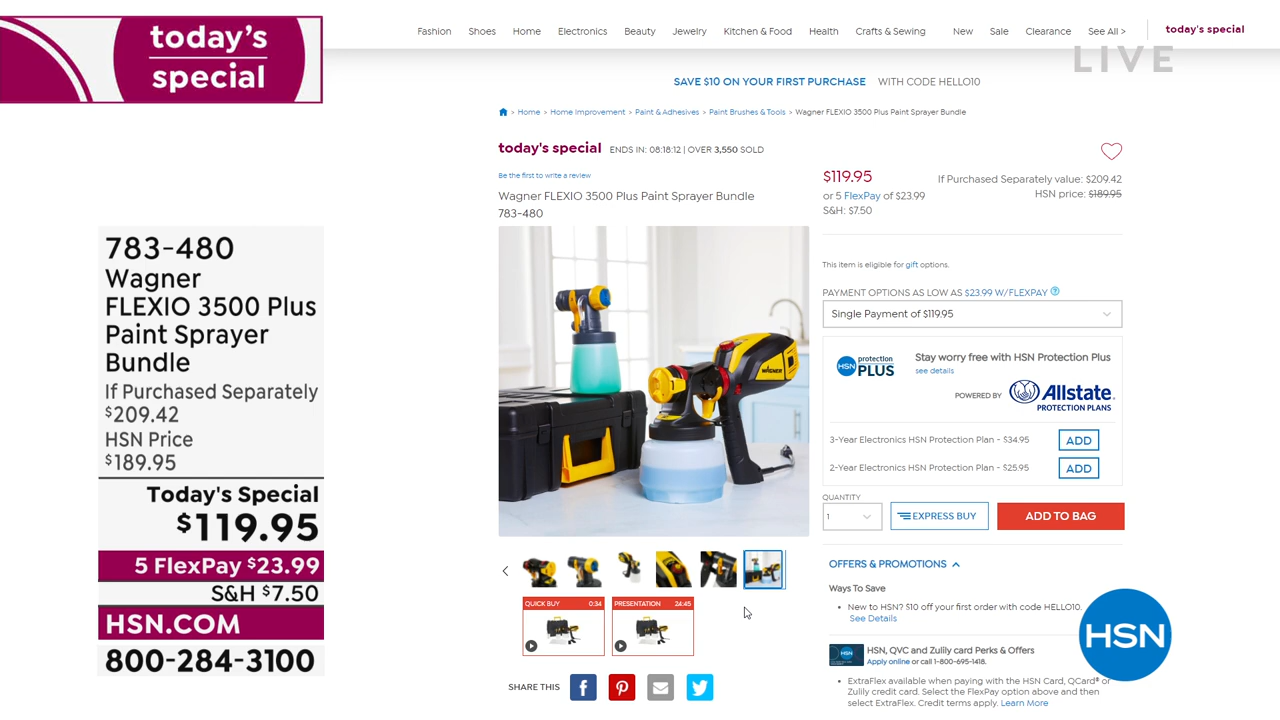 today's
special
Fashion Shoes Home Electronics Beauty Jewelry Kitchen & Food Health Crafts & Sewing New Sale Clearance See All > today's special
LIVE
SAVE $10 ON YOUR FIRST PURCHASE WITH CODE HELLO10
> Home > Home Improvement > Paint & Adhesives > Paint Brushes & Tools > Wagner FLEXIO 3500 Plus Paint Sprayer Bundle
today's special ENDS IN: 08:18:12 | OVER 3,550 SOLD
Be the first to write a review
Wagner FLEXIO 3500 Plus Paint Sprayer Bundle
783-480
$119.95
or 5 FlexPay of $23.99
S&H: $7.50
If Purchased Separately value: $209.42
HSN price: $189.95
This item is eligible for gift options.
PAYMENT OPTIONS AS LOW AS $23.99 W/FLEXPAY ?
Single Payment of $119.95
HSN protection PLUS
Stay worry free with HSN Protection Plus
see details
POWERED BY Allstate.
PROTECTION PLANS
3-Year Electronics HSN Protection Plan - $34.95 ADD
2-Year Electronics HSN Protection Plan - $25.95 ADD
QUANTITY
1 EXPRESS BUY ADD TO BAG
OFFERS & PROMOTIONS
Ways To Save
• New to HSN? $10 off your first order with code HELLO10.
See Details
HSN, QVC and Zulily card Perks & Offers
Apply online or call 1-800-695-1418.
• ExtraFlex available when paying with the HSN Card, QCard® or
Zulily credit card. Select the FlexPay option above and then
select ExtraFlex. Credit terms apply. Learn More
HSN
WAGNER
QUICK BUY 0:34
PRESENTATION 24:45
SHARE THIS
783-480
Wagner
FLEXIO 3500 Plus
Paint Sprayer
Bundle
If Purchased Separately
$209.42
HSN Price
$189.95
Today's Special
$119.95
5 FlexPay $23.99
S&H $7.50
HSN.COM
800-284-3100